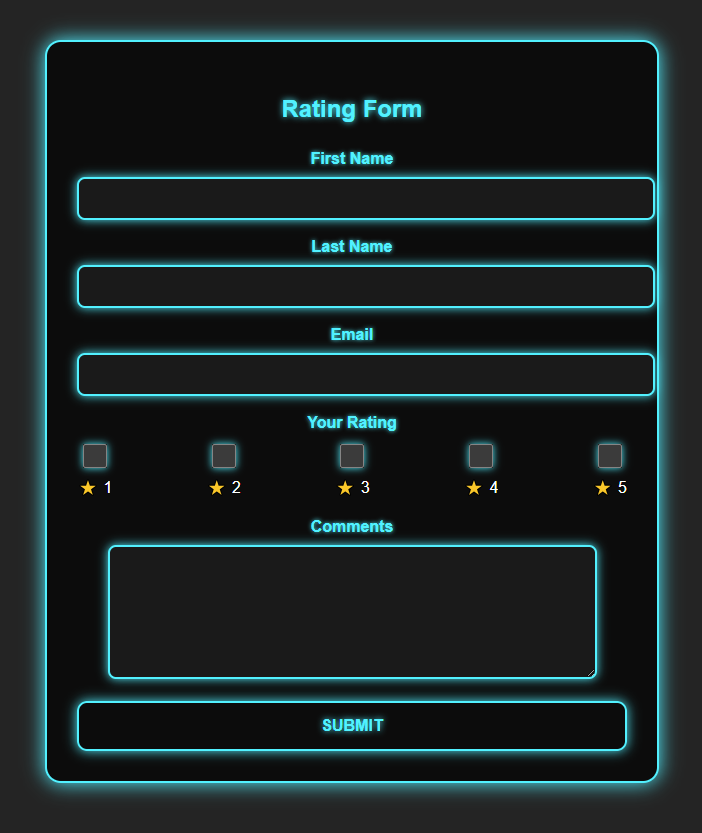 Rating Form
First Name
Last Name
Email
Your Rating
★ 1 ★ 2 ★ 3 ★ 4 ★ 5
Comments
SUBMIT